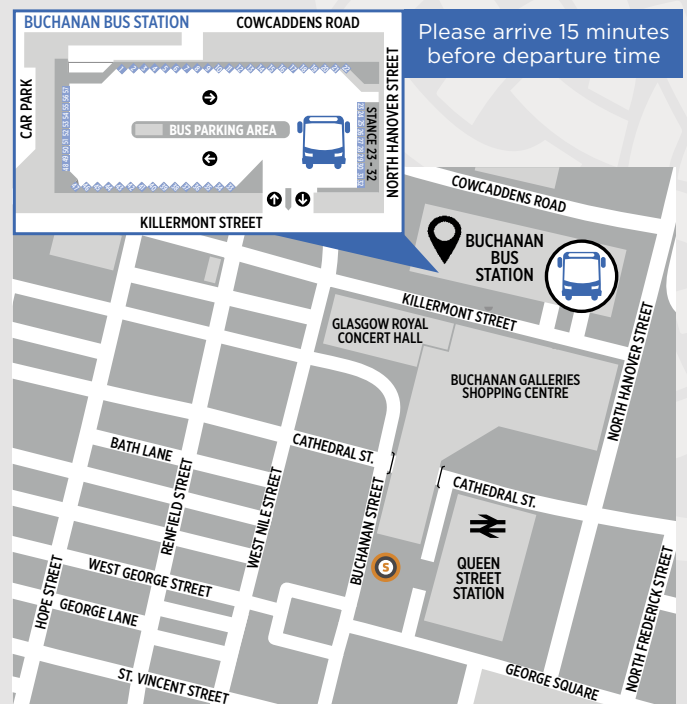 BUCHANAN BUS STATION
COWCADDENS ROAD
Please arrive 15 minutes
before departure time
CAR PARK
BUS PARKING AREA
STANCE 23 - 32
NORTH HANOVER STREET
KILLERMONT STREET
COWCADDENS ROAD
BUCHANAN
BUS
STATION
KILLERMONT STREET
GLASGOW ROYAL
CONCERT HALL
NORTH HANOVER STREET
BUCHANAN GALLERIES
SHOPPING CENTRE
BATH LANE
CATHEDRAL ST.
CATHEDRAL ST.
RENFIELD STREET
WEST NILE STREET
BUCHANAN STREET
S
QUEEN
STREET
STATION
HOPE STREET
WEST GEORGE STREET
GEORGE LANE
NORTH FREDERICK STREET
ST. VINCENT STREET
GEORGE SQUARE